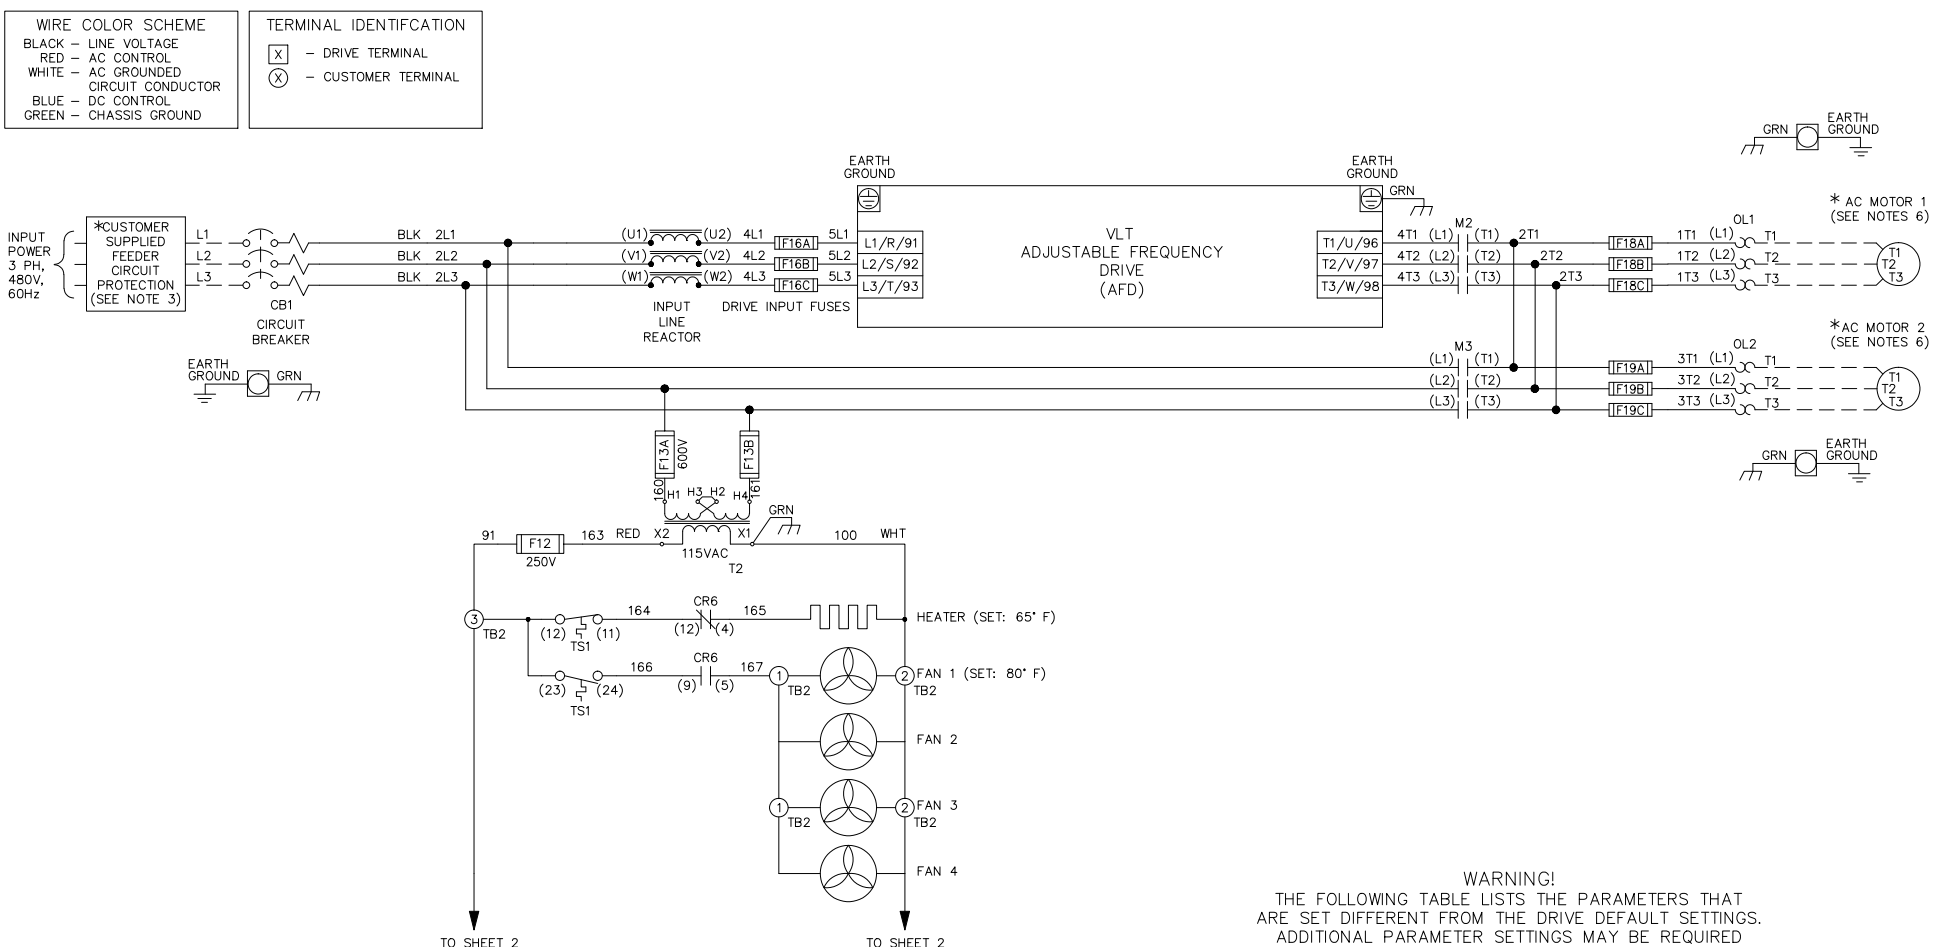 WIRE COLOR SCHEME
BLACK – LINE VOLTAGE
RED – AC CONTROL
WHITE – AC GROUNDED
CIRCUIT CONDUCTOR
BLUE – DC CONTROL
GREEN – CHASSIS GROUND
TERMINAL IDENTIFCATION
X – DRIVE TERMINAL
X – CUSTOMER TERMINAL
INPUT
POWER
3 PH,
480V,
60Hz
*CUSTOMER
SUPPLIED
FEEDER
CIRCUIT
PROTECTION
(SEE NOTE 3)
L1
L2
L3
CB1
CIRCUIT
BREAKER
EARTH
GROUND
GRN
BLK 2L1
BLK 2L2
BLK 2L3
(U1) (U2) 4L1 F16A 5L1
(V1) (V2) 4L2 F16B 5L2
(W1) (W2) 4L3 F16C 5L3
INPUT
LINE
REACTOR
DRIVE INPUT FUSES
EARTH
GROUND
L1/R/91
L2/S/92
L3/T/93
VLT
ADJUSTABLE FREQUENCY
DRIVE
(AFD)
EARTH
GROUND
GRN
T1/U/96
T2/V/97
T3/W/98
M2
4T1 (L1) (T1) 2T1
4T2 (L2) (T2) 2T2
4T3 (L3) (T3) 2T3
F18A
F18B
F18C
OL1
1T1 (L1) T1
1T2 (L2) T2
1T3 (L3) T3
GRN
EARTH
GROUND
* AC MOTOR 1
(SEE NOTES 6)
T1
T2
T3
M3
(L1) (T1)
(L2) (T2)
(L3) (T3)
F19A
F19B
F19C
OL2
3T1 (L1) T1
3T2 (L2) T2
3T3 (L3) T3
*AC MOTOR 2
(SEE NOTES 6)
T1
T2
T3
GRN
EARTH
GROUND
F13A
600V
F13B
160
161
H1 H3 H2 H4
GRN
91 F12 163 RED X2 X1 100 WHT
250V
115VAC
T2
3
TB2
(12) (11)
TS1
164
CR6
(12) (4)
165
HEATER (SET: 65° F)
(23) (24)
TS1
166
CR6
(9) (5)
167
1
TB2
2
TB2
FAN 1 (SET: 80° F)
FAN 2
1
TB2
2
TB2
FAN 3
FAN 4
TO SHEET 2
TO SHEET 2
WARNING!
THE FOLLOWING TABLE LISTS THE PARAMETERS THAT
ARE SET DIFFERENT FROM THE DRIVE DEFAULT SETTINGS.
ADDITIONAL PARAMETER SETTINGS MAY BE REQUIRED